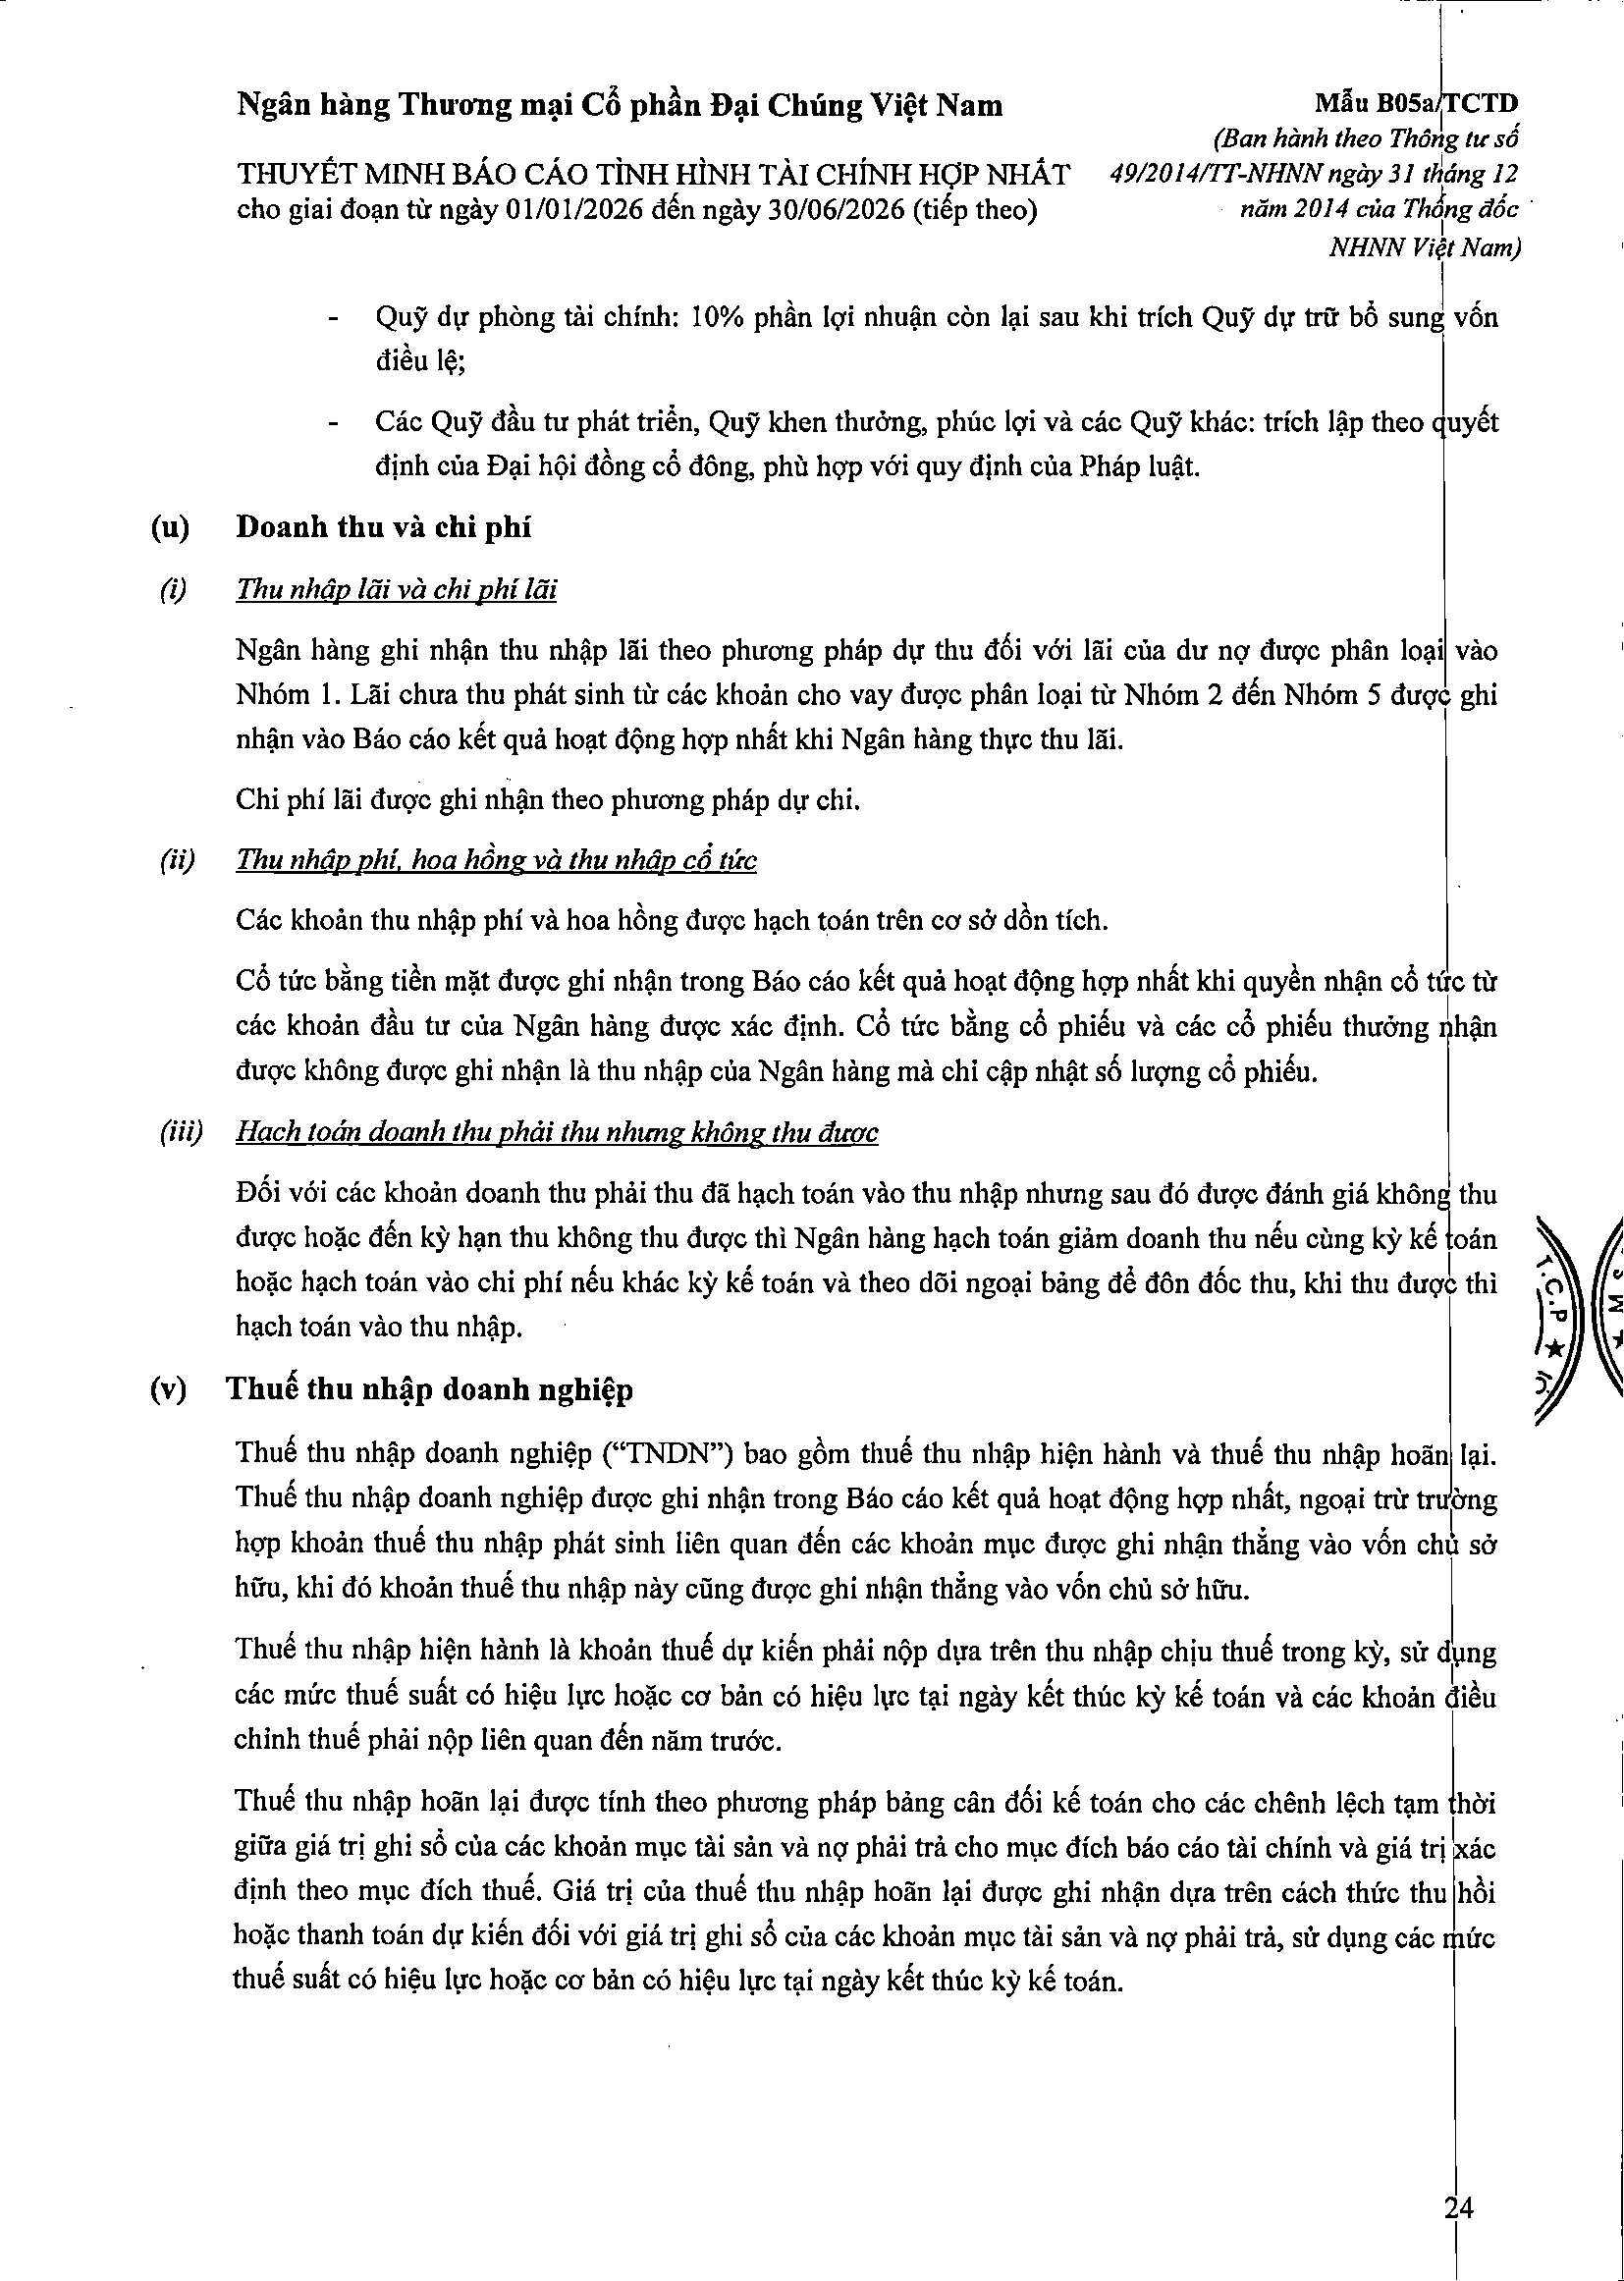 Ngân hàng Thương mại Cổ phần Đại Chúng Việt Nam
Mẫu B05a/TCTD
(Ban hành theo Thông tư số
49/2014/TT-NHNN ngày 31 tháng 12
năm 2014 của Thống đốc
NHNN Việt Nam)
THUYẾT MINH BÁO CÁO TÌNH HÌNH TÀI CHÍNH HỢP NHẤT
cho giai đoạn từ ngày 01/01/2026 đến ngày 30/06/2026 (tiếp theo)
- Quỹ dự phòng tài chính: 10% phần lợi nhuận còn lại sau khi trích Quỹ dự trữ bổ sung vốn
điều lệ;
- Các Quỹ đầu tư phát triển, Quỹ khen thưởng, phúc lợi và các Quỹ khác: trích lập theo quyết
định của Đại hội đồng cổ đông, phù hợp với quy định của Pháp luật.
(u) Doanh thu và chi phí
(i) Thu nhập lãi và chi phí lãi
Ngân hàng ghi nhận thu nhập lãi theo phương pháp dự thu đối với lãi của dư nợ được phân loại vào
Nhóm 1. Lãi chưa thu phát sinh từ các khoản cho vay được phân loại từ Nhóm 2 đến Nhóm 5 được ghi
nhận vào Báo cáo kết quả hoạt động hợp nhất khi Ngân hàng thực thu lãi.
Chi phí lãi được ghi nhận theo phương pháp dự chi.
(ii) Thu nhập phí, hoa hồng và thu nhập cổ tức
Các khoản thu nhập phí và hoa hồng được hạch toán trên cơ sở dồn tích.
Cổ tức bằng tiền mặt được ghi nhận trong Báo cáo kết quả hoạt động hợp nhất khi quyền nhận cổ tức từ
các khoản đầu tư của Ngân hàng được xác định. Cổ tức bằng cổ phiếu và các cổ phiếu thưởng nhận
được không được ghi nhận là thu nhập của Ngân hàng mà chỉ cập nhật số lượng cổ phiếu.
(iii) Hạch toán doanh thu phải thu nhưng không thu được
Đối với các khoản doanh thu phải thu đã hạch toán vào thu nhập nhưng sau đó được đánh giá không thu
được hoặc đến kỳ hạn thu không thu được thì Ngân hàng hạch toán giảm doanh thu nếu cùng kỳ kế toán
hoặc hạch toán vào chi phí nếu khác kỳ kế toán và theo dõi ngoại bảng để đôn đốc thu, khi thu được thì
hạch toán vào thu nhập.
T.C.P ★
(v) Thuế thu nhập doanh nghiệp
Thuế thu nhập doanh nghiệp (“TNDN”) bao gồm thuế thu nhập hiện hành và thuế thu nhập hoãn lại.
Thuế thu nhập doanh nghiệp được ghi nhận trong Báo cáo kết quả hoạt động hợp nhất, ngoại trừ trường
hợp khoản thuế thu nhập phát sinh liên quan đến các khoản mục được ghi nhận thẳng vào vốn chủ sở
hữu, khi đó khoản thuế thu nhập này cũng được ghi nhận thẳng vào vốn chủ sở hữu.
Thuế thu nhập hiện hành là khoản thuế dự kiến phải nộp dựa trên thu nhập chịu thuế trong kỳ, sử dụng
các mức thuế suất có hiệu lực hoặc cơ bản có hiệu lực tại ngày kết thúc kỳ kế toán và các khoản điều
chỉnh thuế phải nộp liên quan đến năm trước.
Thuế thu nhập hoãn lại được tính theo phương pháp bảng cân đối kế toán cho các chênh lệch tạm thời
giữa giá trị ghi sổ của các khoản mục tài sản và nợ phải trả cho mục đích báo cáo tài chính và giá trị xác
định theo mục đích thuế. Giá trị của thuế thu nhập hoãn lại được ghi nhận dựa trên cách thức thu hồi
hoặc thanh toán dự kiến đối với giá trị ghi sổ của các khoản mục tài sản và nợ phải trả, sử dụng các mức
thuế suất có hiệu lực hoặc cơ bản có hiệu lực tại ngày kết thúc kỳ kế toán.
24